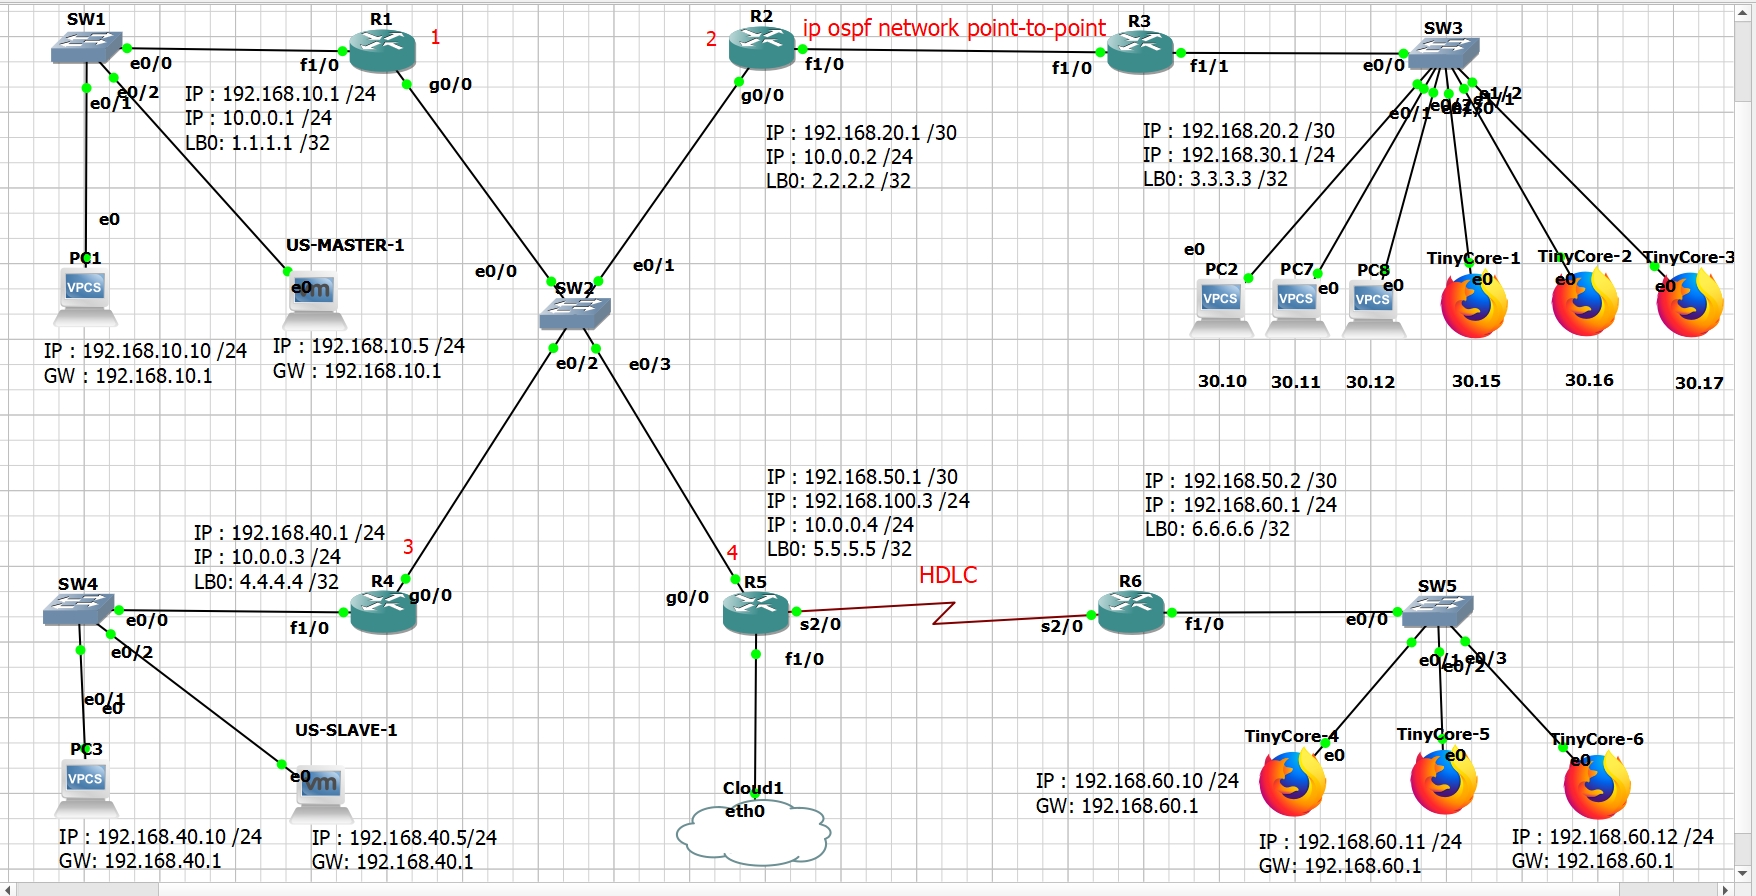 SW1
R1
1
e0/0
f1/0
g0/0
e0/1
e0/2
IP : 192.168.10.1 /24
IP : 10.0.0.1 /24
LB0: 1.1.1.1 /32
e0
PC1
VPCS
IP : 192.168.10.10 /24
GW : 192.168.10.1
US-MASTER-1
vm
e0
IP : 192.168.10.5 /24
GW : 192.168.10.1
2
R2
ip ospf network point-to-point
f1/0
g0/0
IP : 192.168.20.1 /30
IP : 10.0.0.2 /24
LB0: 2.2.2.2 /32
R3
f1/0
f1/1
IP : 192.168.20.2 /30
IP : 192.168.30.1 /24
LB0: 3.3.3.3 /32
SW3
e0/0
e0/1
e1/2
e0
PC2
VPCS
30.10
PC7
VPCS
e0
30.11
PC8
VPCS
e0
30.12
TinyCore-1
e0
30.15
TinyCore-2
e0
30.16
TinyCore-3
e0
30.17
e0/0
e0/1
SW2
e0/2
e0/3
IP : 192.168.40.1 /24
IP : 10.0.0.3 /24
LB0: 4.4.4.4 /32
3
R4
g0/0
f1/0
SW4
e0/0
e0/2
e0/1
e0
PC3
VPCS
IP : 192.168.40.10 /24
GW: 192.168.40.1
US-SLAVE-1
vm
e0
IP : 192.168.40.5/24
GW: 192.168.40.1
IP : 192.168.50.1 /30
IP : 192.168.100.3 /24
IP : 10.0.0.4 /24
LB0: 5.5.5.5 /32
4
R5
g0/0
s2/0
f1/0
HDLC
Cloud1
eth0
IP : 192.168.50.2 /30
IP : 192.168.60.1 /24
LB0: 6.6.6.6 /32
R6
s2/0
f1/0
SW5
e0/0
e0/1
e0/2
e0/3
TinyCore-4
e0
IP : 192.168.60.10 /24
GW: 192.168.60.1
TinyCore-5
e0
IP : 192.168.60.11 /24
GW: 192.168.60.1
TinyCore-6
e0
IP : 192.168.60.12 /24
GW: 192.168.60.1